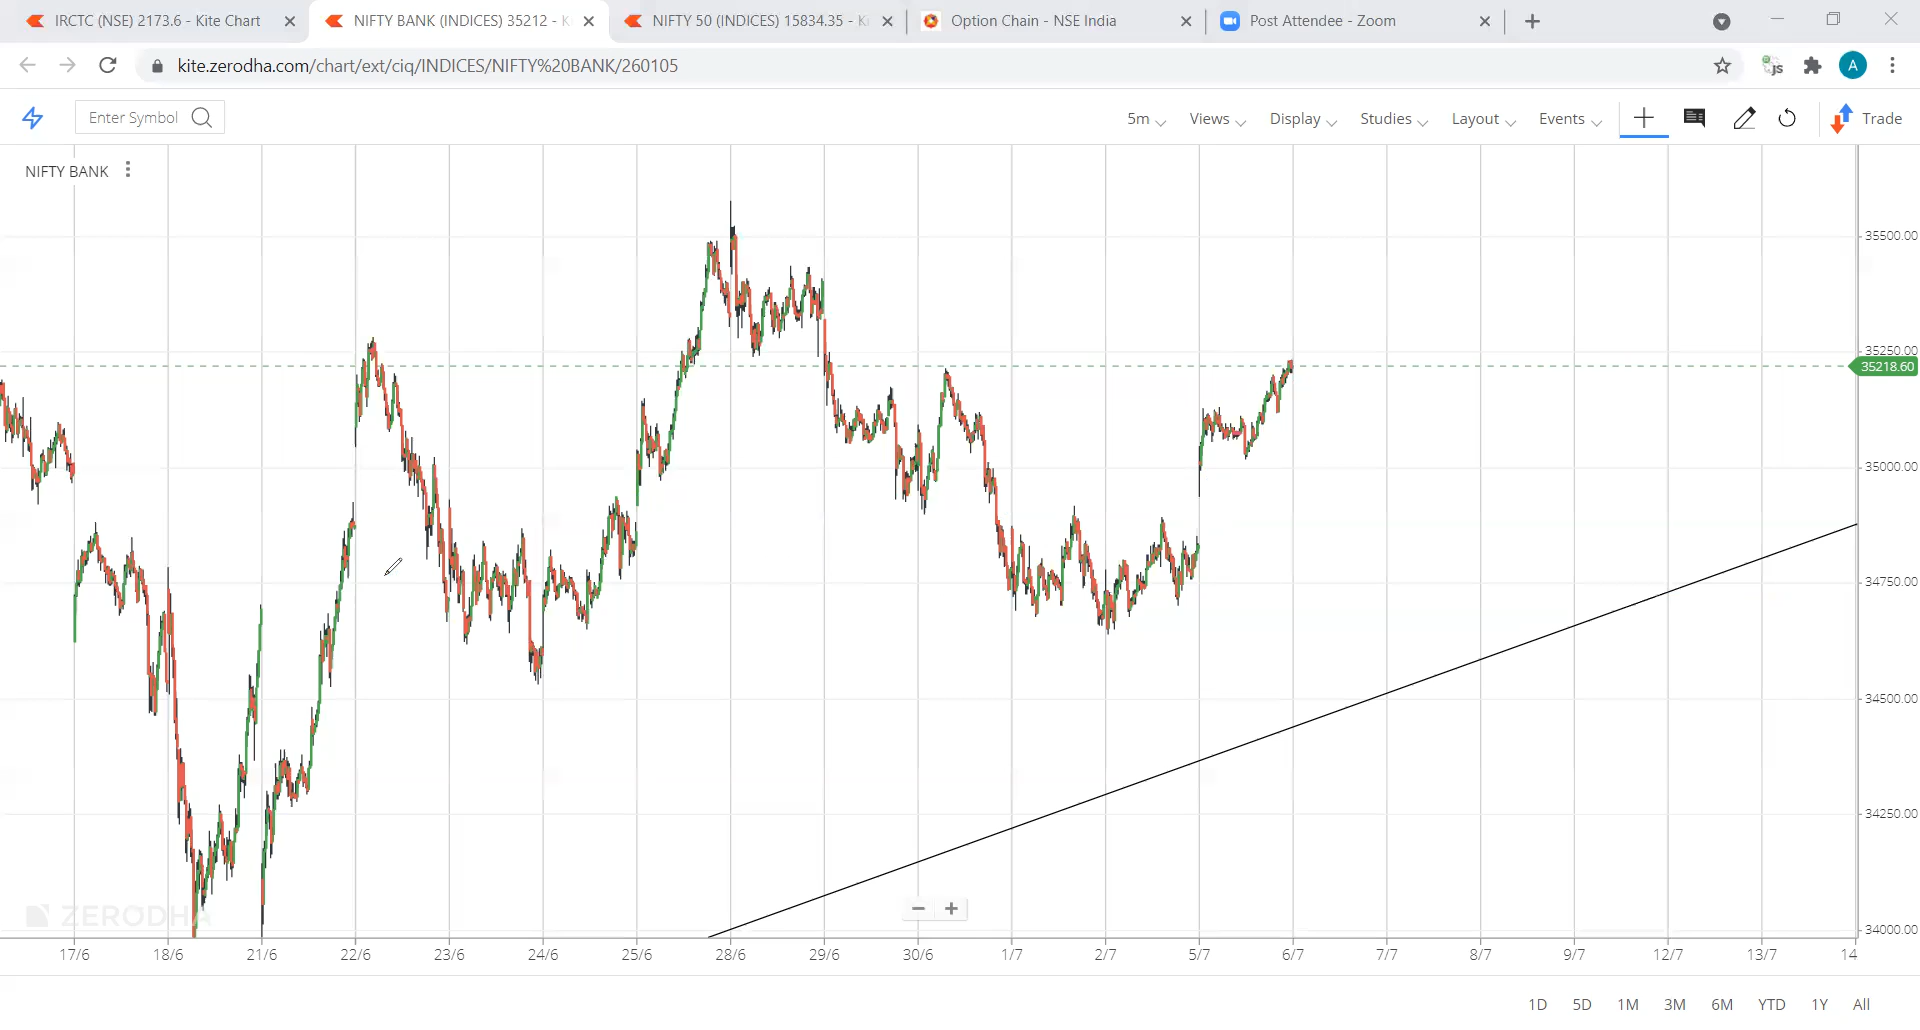 IRCTC (NSE) 2173.6 - Kite Chart
NIFTY BANK (INDICES) 35212 - K
NIFTY 50 (INDICES) 15834.35 - Ki
Option Chain - NSE India
Post Attendee - Zoom
kite.zerodha.com/chart/ext/ciq/INDICES/NIFTY%20BANK/260105
JS
A
Enter Symbol
5m
Views
Display
Studies
Layout
Events
Trade
NIFTY BANK
35500.00
35250.00
35218.60
35000.00
34750.00
34500.00
34250.00
34000.00
ZERODHA
17/6 18/6 21/6 22/6 23/6 24/6 25/6 28/6 29/6 30/6 1/7 2/7 5/7 6/7 7/7 8/7 9/7 12/7 13/7 14
1D 5D 1M 3M 6M YTD 1Y All